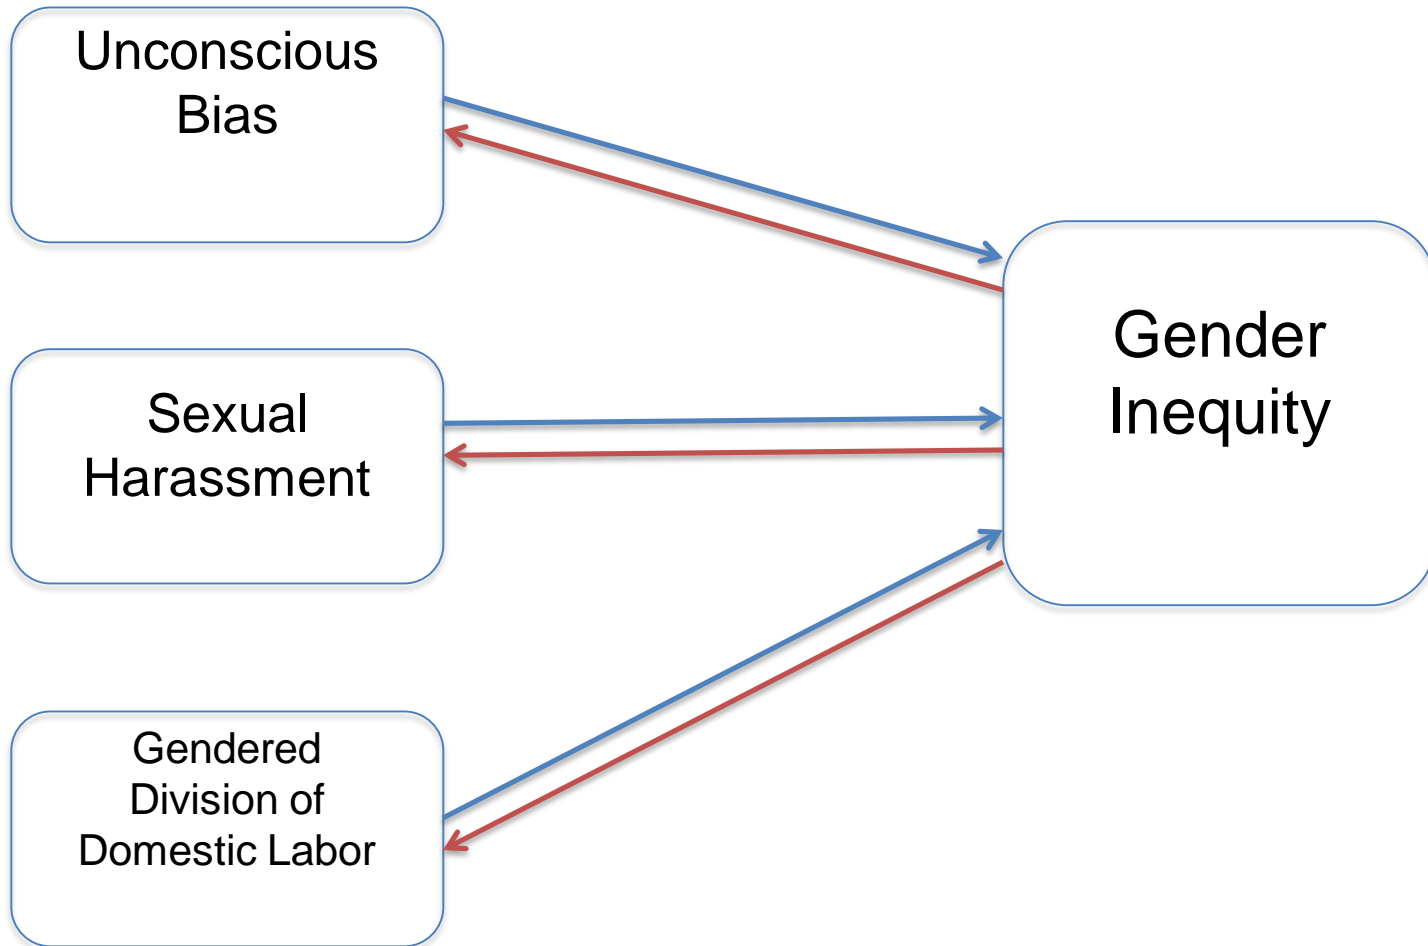 Unconscious
Bias
Gender
Inequity
Sexual
Harassment
Gendered
Division of
Domestic Labor